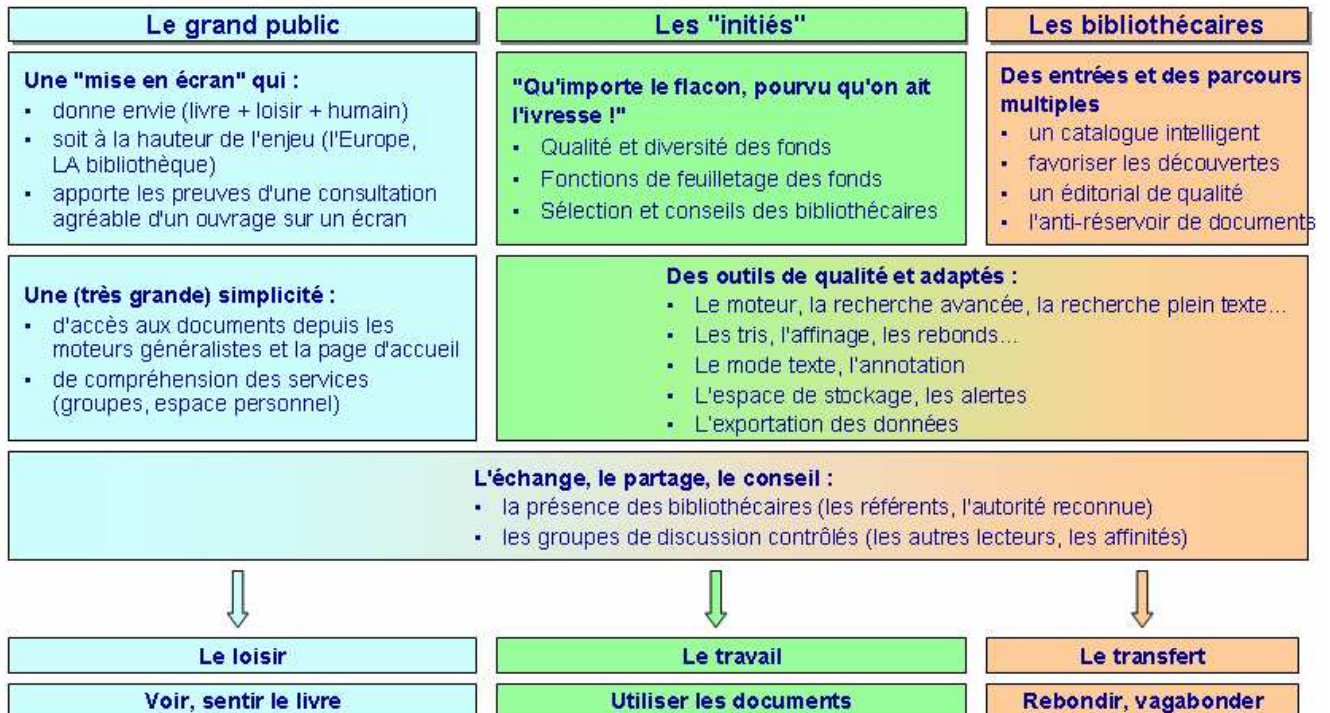 Le grand public
Les "initiés"
Les bibliothécaires
Une "mise en écran" qui :
▪ donne envie (livre + loisir + humain)
▪ soit à la hauteur de l'enjeu (l'Europe,
LA bibliothèque)
▪ apporte les preuves d'une consultation
agréable d'un ouvrage sur un écran
"Qu'importe le flacon, pourvu qu'on ait
l'ivresse !"
▪ Qualité et diversité des fonds
▪ Fonctions de feuilletage des fonds
▪ Sélection et conseils des bibliothécaires
Des entrées et des parcours
multiples
▪ un catalogue intelligent
▪ favoriser les découvertes
▪ un éditorial de qualité
▪ l'anti-réservoir de documents
Une (très grande) simplicité :
▪ d'accès aux documents depuis les
moteurs généralistes et la page d'accueil
▪ de compréhension des services
(groupes, espace personnel)
Des outils de qualité et adaptés :
▪ Le moteur, la recherche avancée, la recherche plein texte...
▪ Les tris, l'affinage, les rebonds...
▪ Le mode texte, l'annotation
▪ L'espace de stockage, les alertes
▪ L'exportation des données
L'échange, le partage, le conseil :
▪ la présence des bibliothécaires (les référents, l'autorité reconnue)
▪ les groupes de discussion contrôlés (les autres lecteurs, les affinités)
Le loisir
Le travail
Le transfert
Voir, sentir le livre
Utiliser les documents
Rebondir, vagabonder